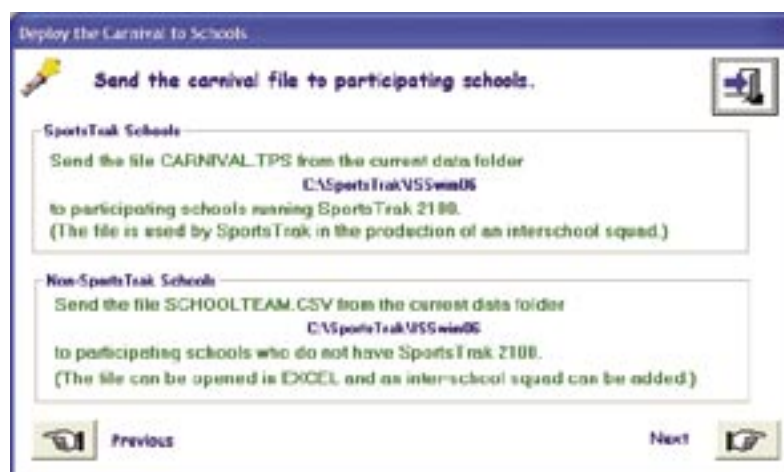 Deploy the Carnival to Schools
Send the carnival file to participating schools.
SportsTrak Schools
Send the file CARNIVAL.TPS from the current data folder
C:\SportsTrak\ISSwim06
to participating schools running SportsTrak 2100.
(The file is used by SportsTrak in the production of an interschool squad.)
Non-SportsTrak Schools
Send the file SCHOOLTEAM.CSV from the current data folder
C:\SportsTrak\ISSwim06
to participating schools who do not have SportsTrak 2100.
(The file can be opened in EXCEL and an inter-school squad can be added.)
Previous
Next